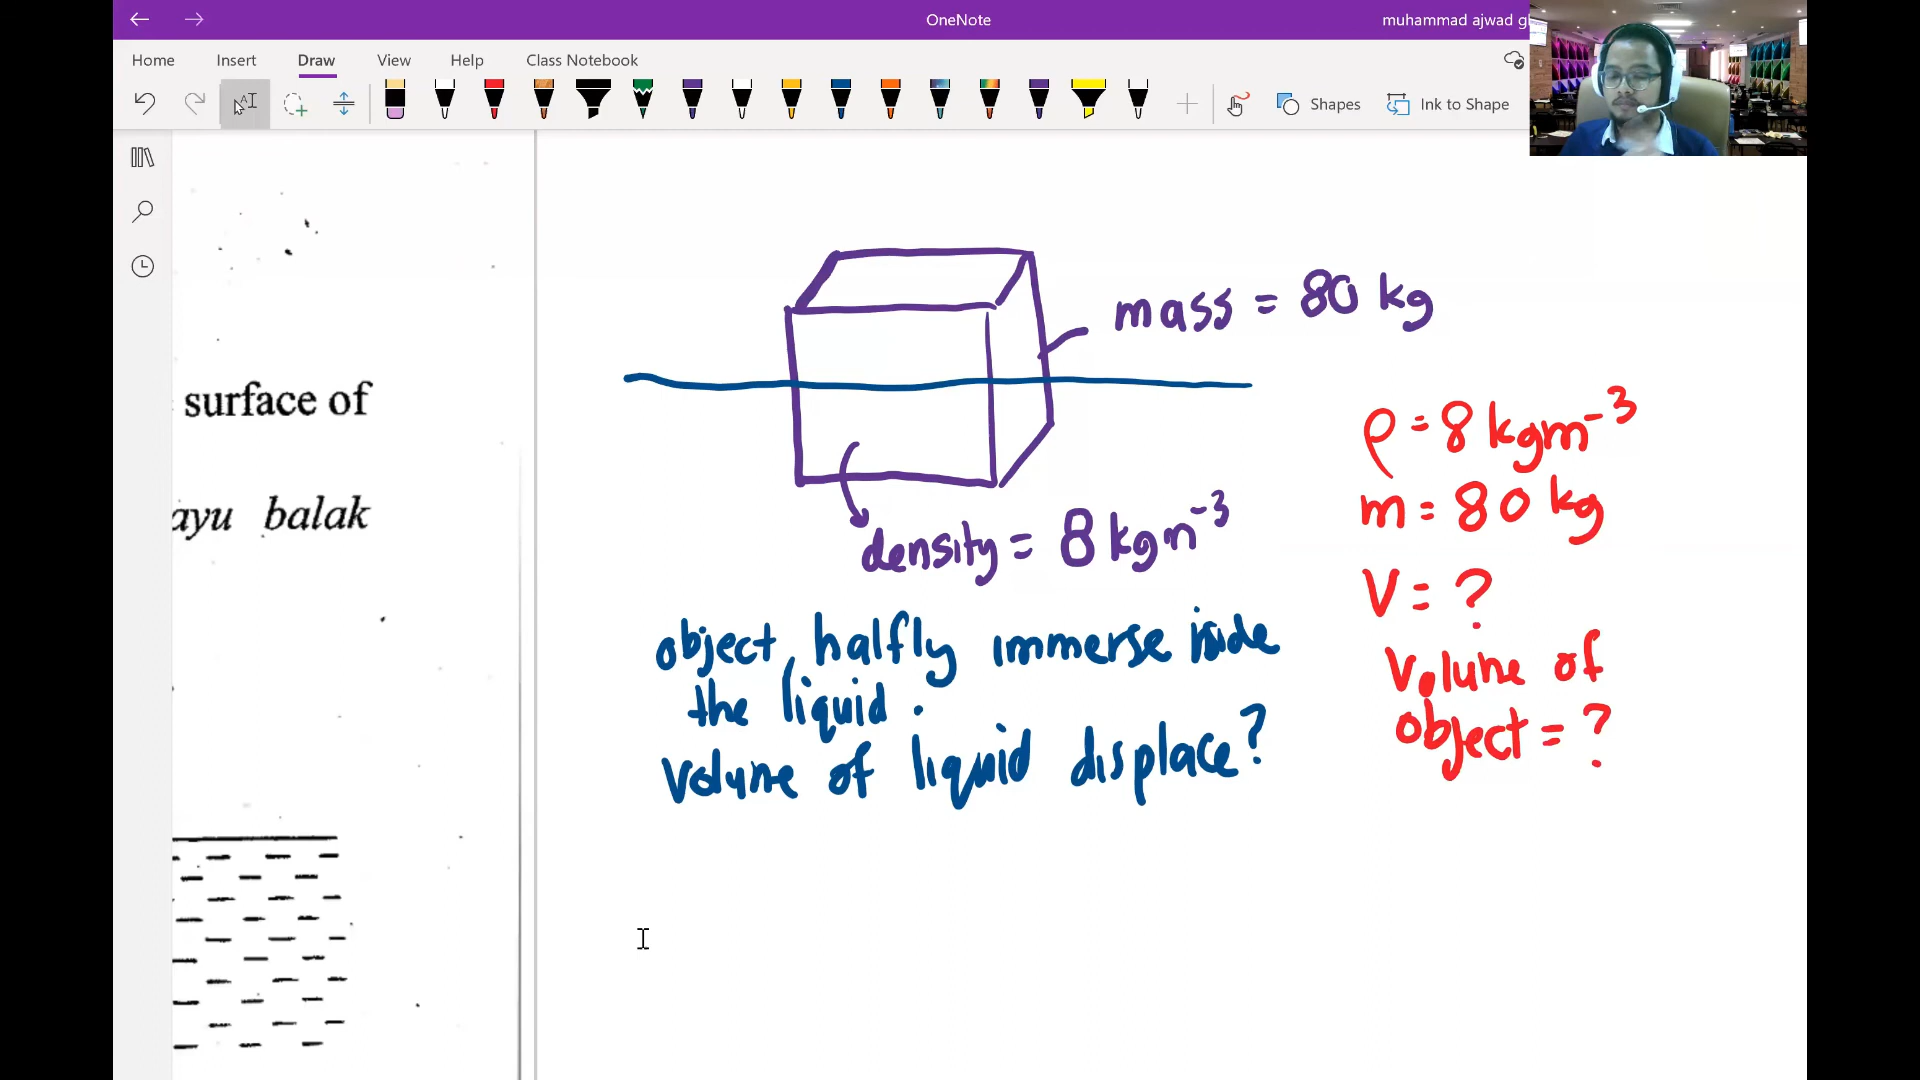 OneNote
muhammad ajwad g
Home Insert Draw View Help Class Notebook
Shapes Ink to Shape
surface of
ayu balak
mass = 80 kg
density = 8 kgm⁻³
object, halfly immerse inside
the liquid.
Volume of liquid displace?
ρ = 8 kgm⁻³
m = 80 kg
V = ?
Volume of
object = ?